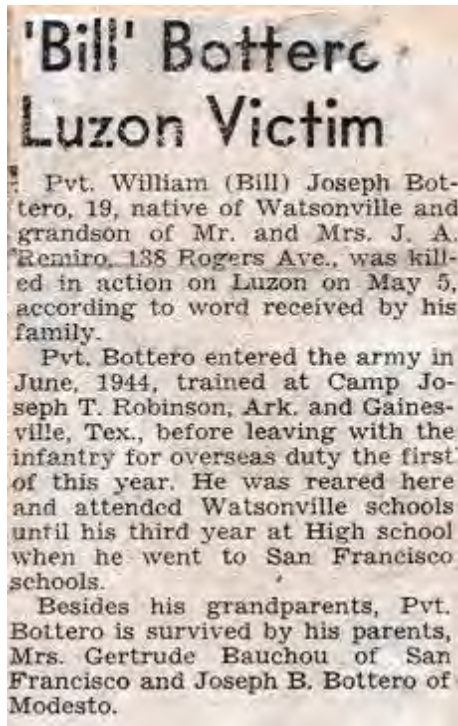 'Bill' Bottero
Luzon Victim
Pvt. William (Bill) Joseph Bot-
tero, 19, native of Watsonville and
grandson of Mr. and Mrs. J. A.
Remiro, 138 Rogers Ave., was kill-
ed in action on Luzon on May 5,
according to word received by his
family.
Pvt. Bottero entered the army in
June, 1944, trained at Camp Jo-
seph T. Robinson, Ark. and Gaines-
ville, Tex., before leaving with the
infantry for overseas duty the first
of this year. He was reared here
and attended Watsonville schools
until his third year at High school
when he went to San Francisco
schools.
Besides his grandparents, Pvt.
Bottero is survived by his parents,
Mrs. Gertrude Bauchou of San
Francisco and Joseph B. Bottero of
Modesto.